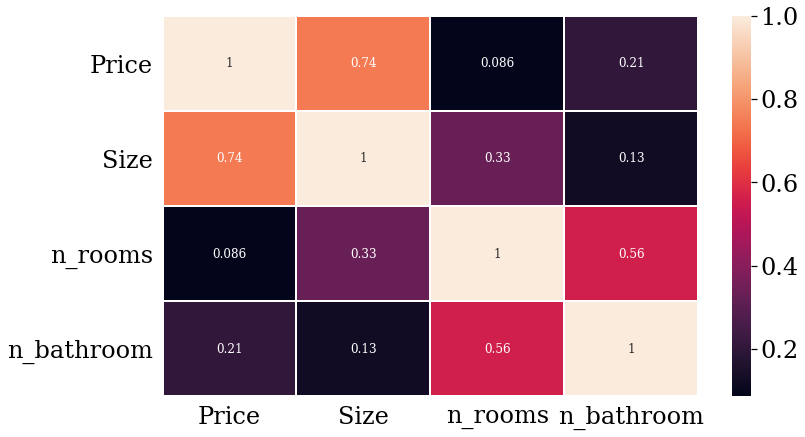 Price 1 0.74 0.086 0.21
Size 0.74 1 0.33 0.13
n_rooms 0.086 0.33 1 0.56
n_bathroom 0.21 0.13 0.56 1
Price Size n_rooms n_bathroom
1.0
0.8
0.6
0.4
0.2